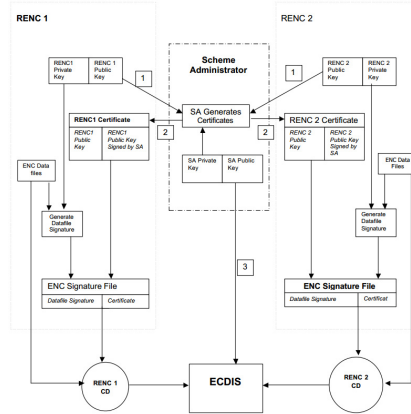 RENC 1
RENC 2
Scheme
Administrator
RENC1
Private
Key
RENC 1
Public
Key
1
1
RENC 2
Public
Key
RENC 2
Private
Key
SA Generates
Certificates
RENC1 Certificate
RENC1
Public
Key
RENC1
Public Key
Signed by SA
2
2
RENC 2 Certificate
RENC 2
Public
Key
RENC 2
Public Key
Signed by
SA
SA Private
Key
SA Public
Key
ENC Data
files
ENC Data
files
Generate
Datafile
Signature
Generate
Datafile
Signature
3
ENC Signature File
Datafile Signature
Certificate
ENC Signature File
Datafile Signature
Certificat
RENC 1
CD
ECDIS
RENC 2
CD